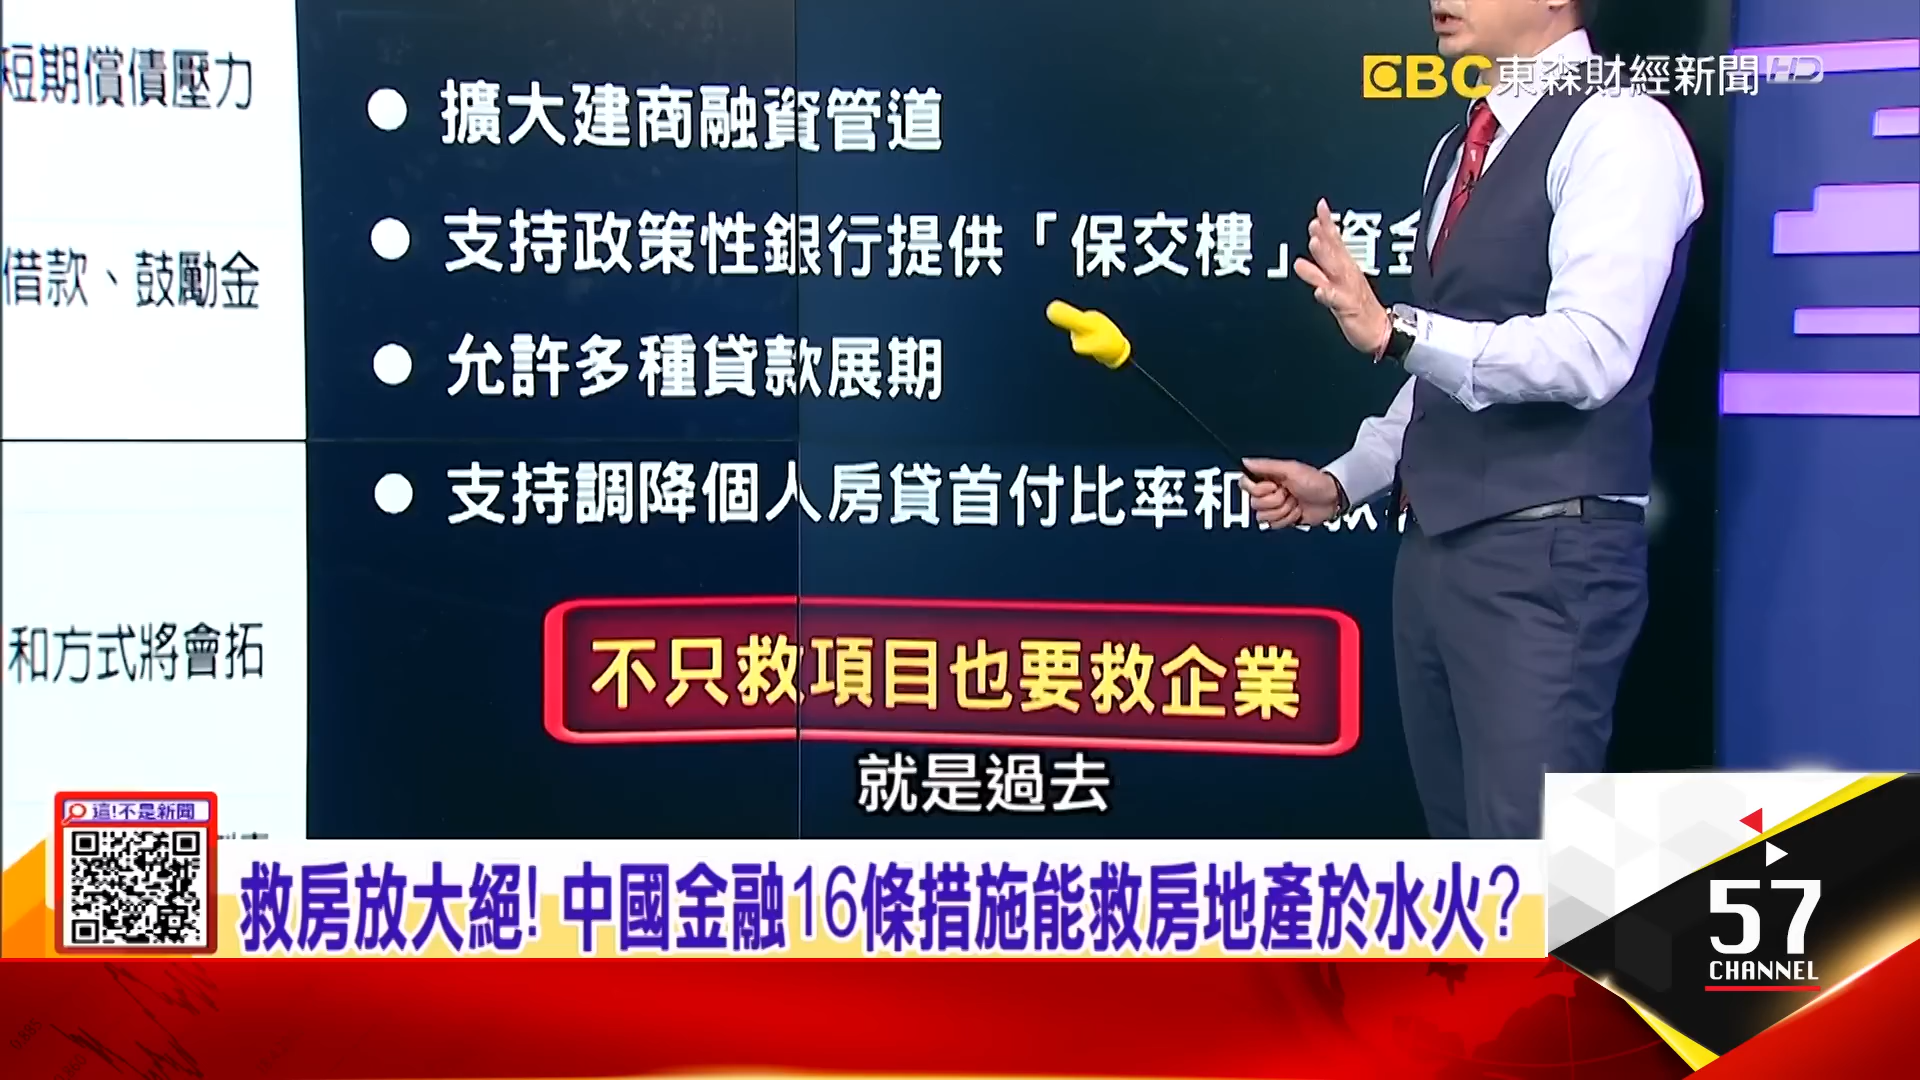 EBC東森財經新聞HD
短期償債壓力
借款、鼓勵金
和方式將會拓
擴大建商融資管道
支持政策性銀行提供「保交樓」資金
允許多種貸款展期
支持調降個人房貸首付比率和
不只救項目也要救企業
就是過去
這!不是新聞
救房放大絕!中國金融16條措施能救房地產於水火?
57
CHANNEL